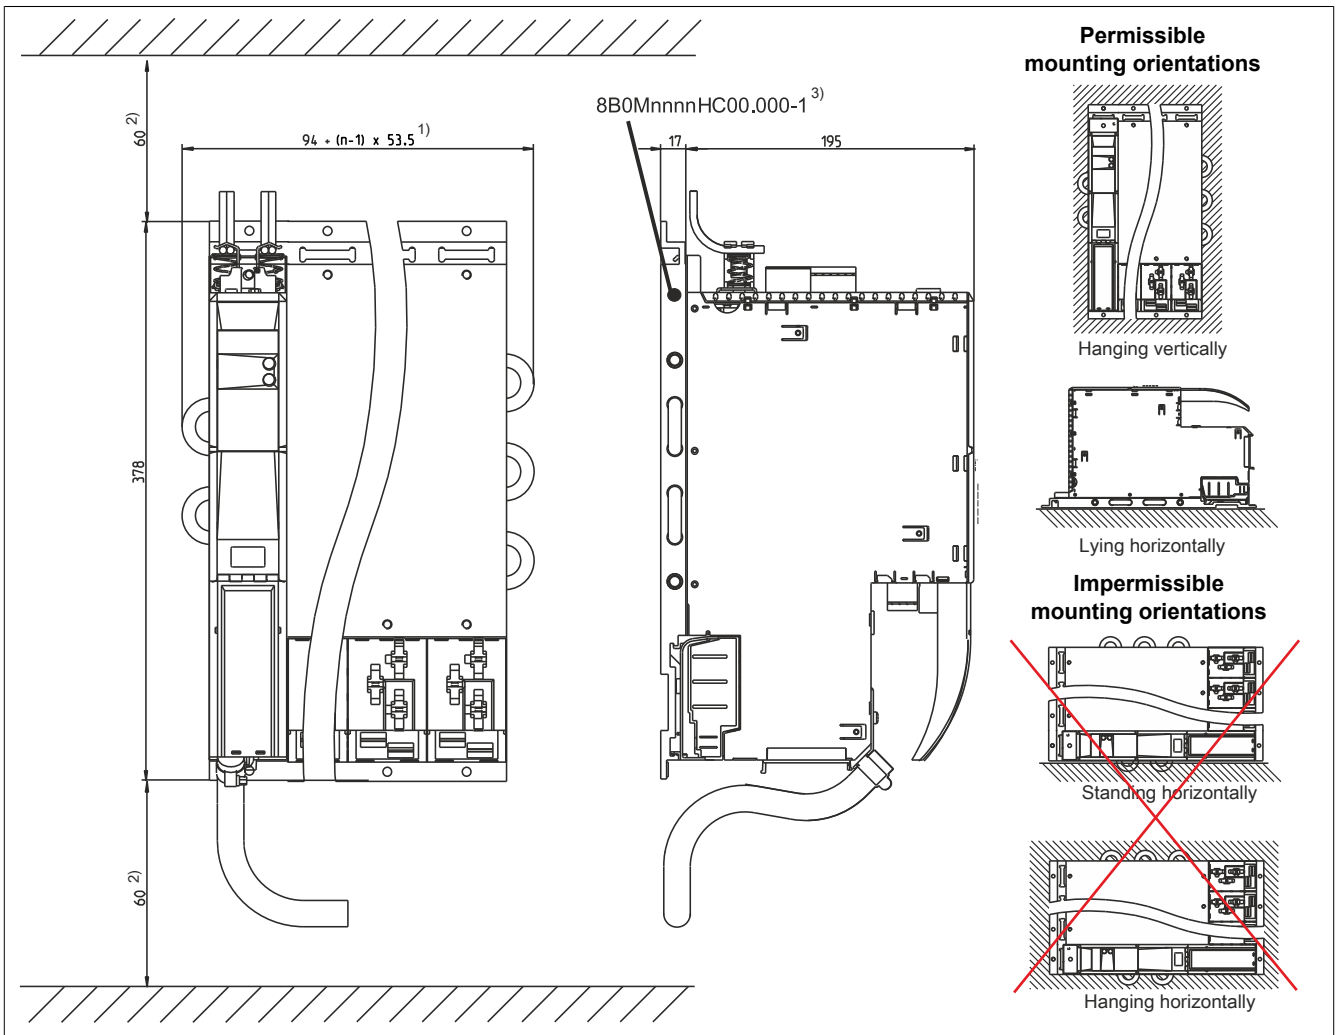 60 2)
94 + (n-1) x 53.5 1)
378
60 2)
8B0MnnnnHC00.000-1 3)
17
195
Permissible
mounting orientations
Hanging vertically
Lying horizontally
Impermissible
mounting orientations
Standing horizontally
Hanging horizontally